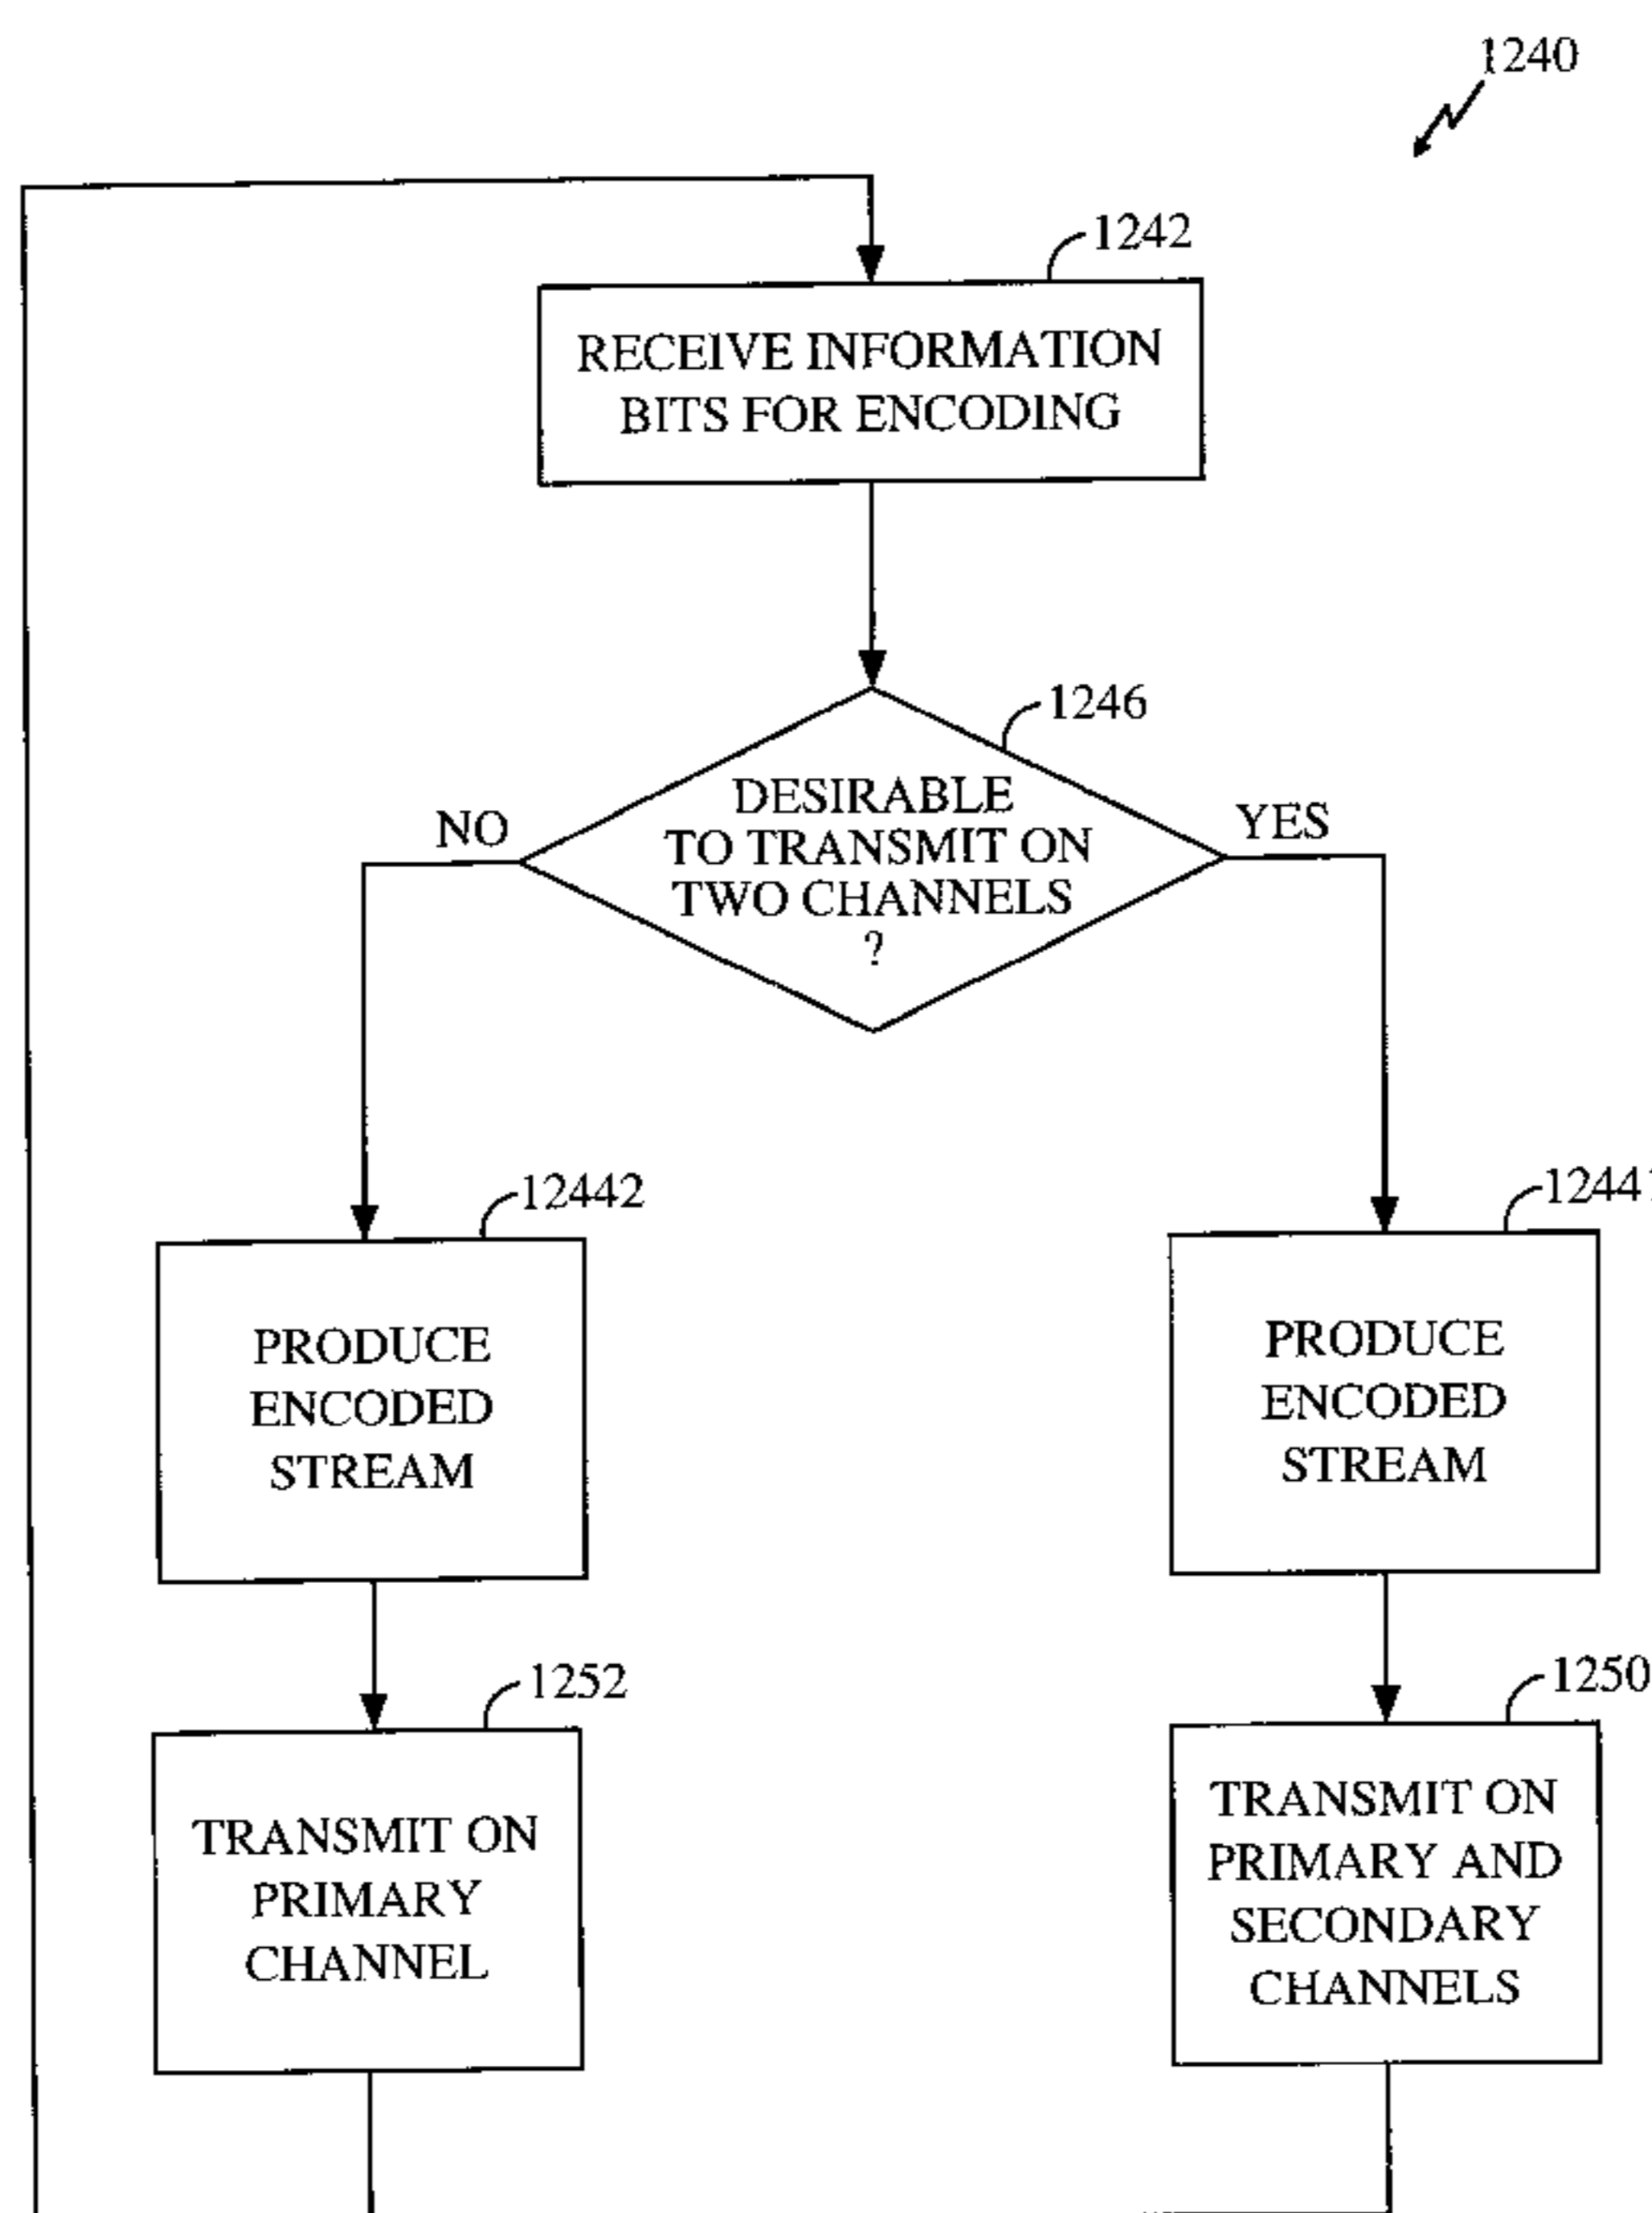 1240
1242
RECEIVE INFORMATION
BITS FOR ENCODING
1246
DESIRABLE
TO TRANSMIT ON
TWO CHANNELS
?
NO
YES
12442
12441
PRODUCE
ENCODED
STREAM
PRODUCE
ENCODED
STREAM
1252
1250
TRANSMIT ON
PRIMARY
CHANNEL
TRANSMIT ON
PRIMARY AND
SECONDARY
CHANNELS